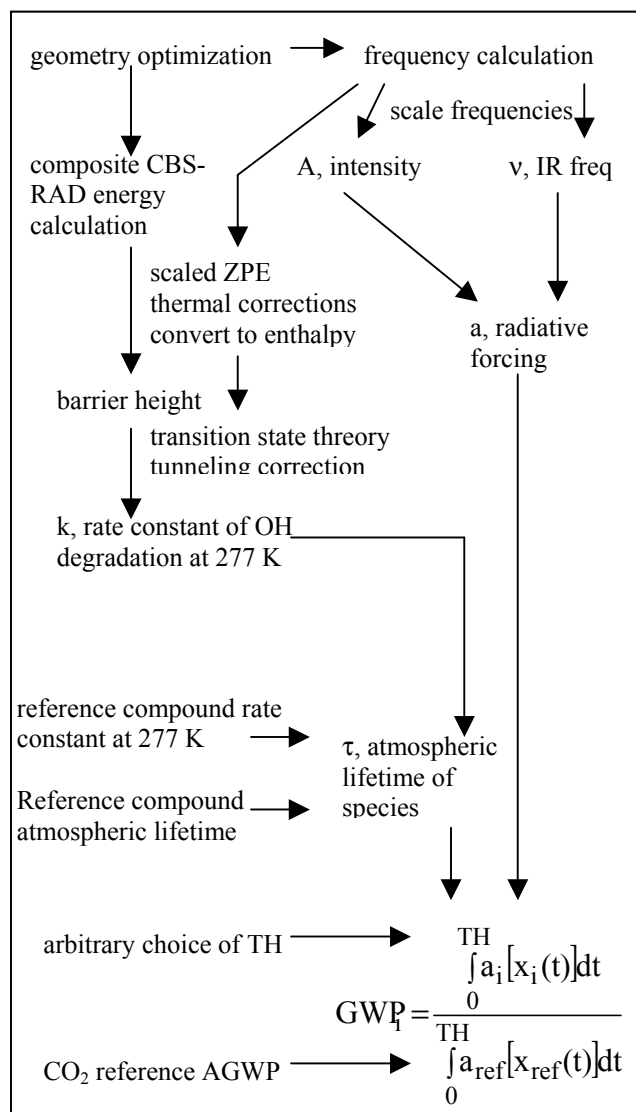 geometry optimization
frequency calculation
scale frequencies
composite CBS-
RAD energy
calculation
A, intensity
ν, IR freq
scaled ZPE
thermal corrections
convert to enthalpy
a, radiative
forcing
barrier height
transition state threory
tunneling correction
k, rate constant of OH
degradation at 277 K
reference compound rate
constant at 277 K
τ, atmospheric
lifetime of
species
Reference compound
atmospheric lifetime
arbitrary choice of TH
TH
∫ a_i[x_i(t)]dt
0
GWP_i =
TH
∫ a_ref[x_ref(t)]dt
0
CO₂ reference AGWP